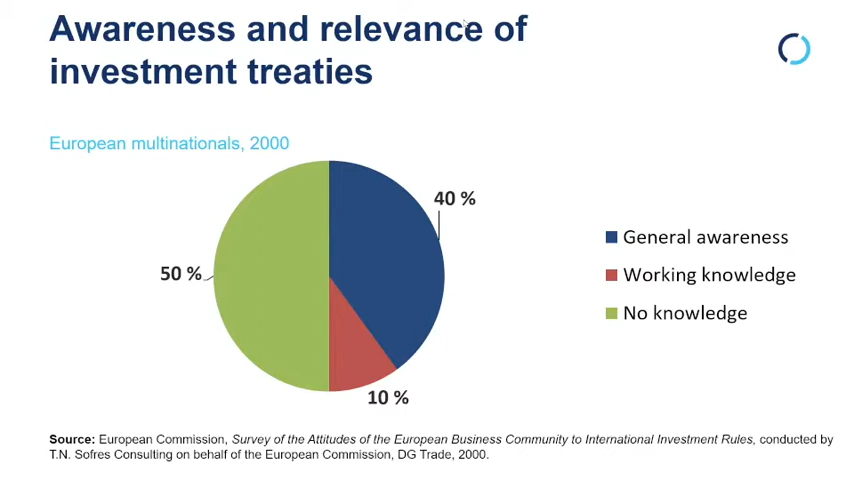 Awareness and relevance of
investment treaties
European multinationals, 2000
40 %
50 %
10 %
General awareness
Working knowledge
No knowledge
Source: European Commission, Survey of the Attitudes of the European Business Community to International Investment Rules, conducted by
T.N. Sofres Consulting on behalf of the European Commission, DG Trade, 2000.